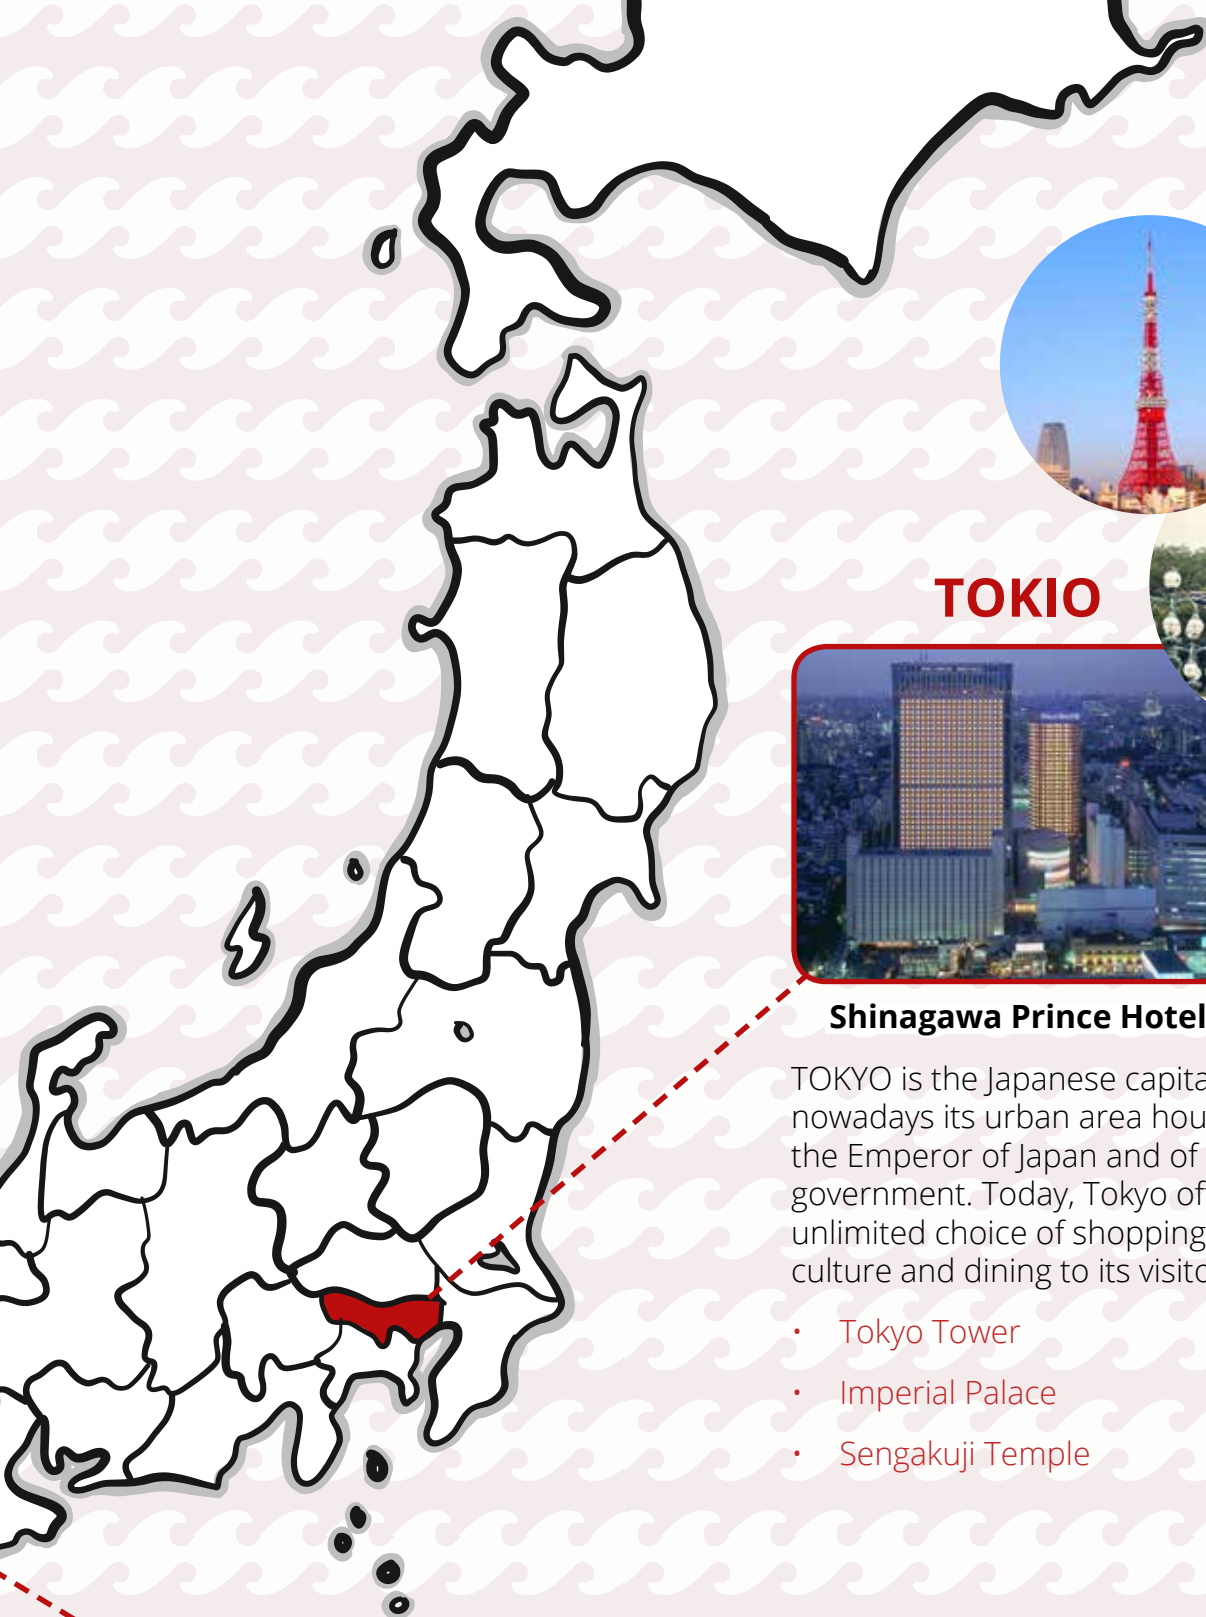 TOKIO
Shinagawa Prince Hotel
TOKYO is the Japanese capita
nowadays its urban area hou
the Emperor of Japan and of
government. Today, Tokyo of
unlimited choice of shopping
culture and dining to its visito
• Tokyo Tower
• Imperial Palace
• Sengakuji Temple